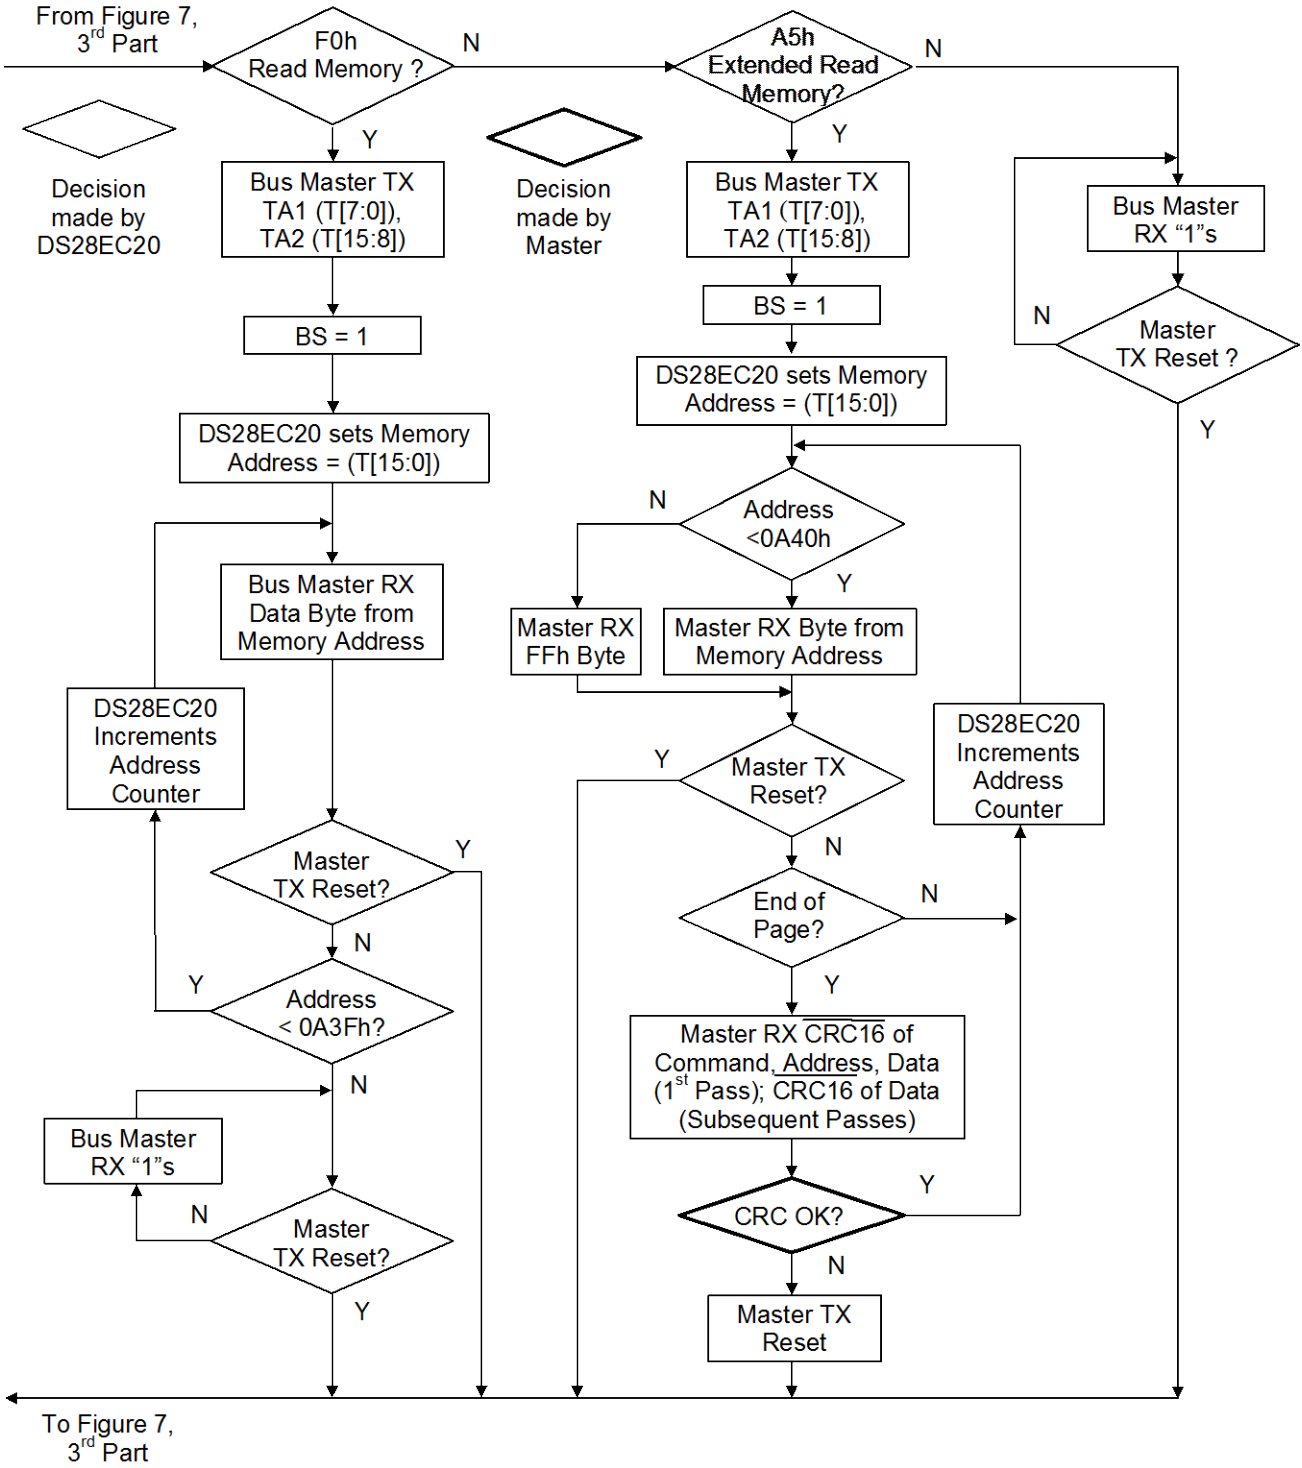 From Figure 7,
3rd Part
F0h
Read Memory ?
N
A5h
Extended Read
Memory?
N
Y
Y
Decision
made by
DS28EC20
Decision
made by
Master
Bus Master TX
TA1 (T[7:0]),
TA2 (T[15:8])
Bus Master TX
TA1 (T[7:0]),
TA2 (T[15:8])
Bus Master
RX “1”s
BS = 1
BS = 1
N
Master
TX Reset ?
Y
DS28EC20 sets Memory
Address = (T[15:0])
DS28EC20 sets Memory
Address = (T[15:0])
N
Address
<0A40h
Y
Bus Master RX
Data Byte from
Memory Address
Master RX
FFh Byte
Master RX Byte from
Memory Address
DS28EC20
Increments
Address
Counter
DS28EC20
Increments
Address
Counter
Y
Master TX
Reset?
N
Master
TX Reset?
Y
N
End of
Page?
N
Y
Y
Address
< 0A3Fh?
N
Master RX CRC16 of
Command, Address, Data
(1st Pass); CRC16 of Data
(Subsequent Passes)
Bus Master
RX “1”s
N
Master
TX Reset?
Y
CRC OK?
Y
N
Master TX
Reset
To Figure 7,
3rd Part